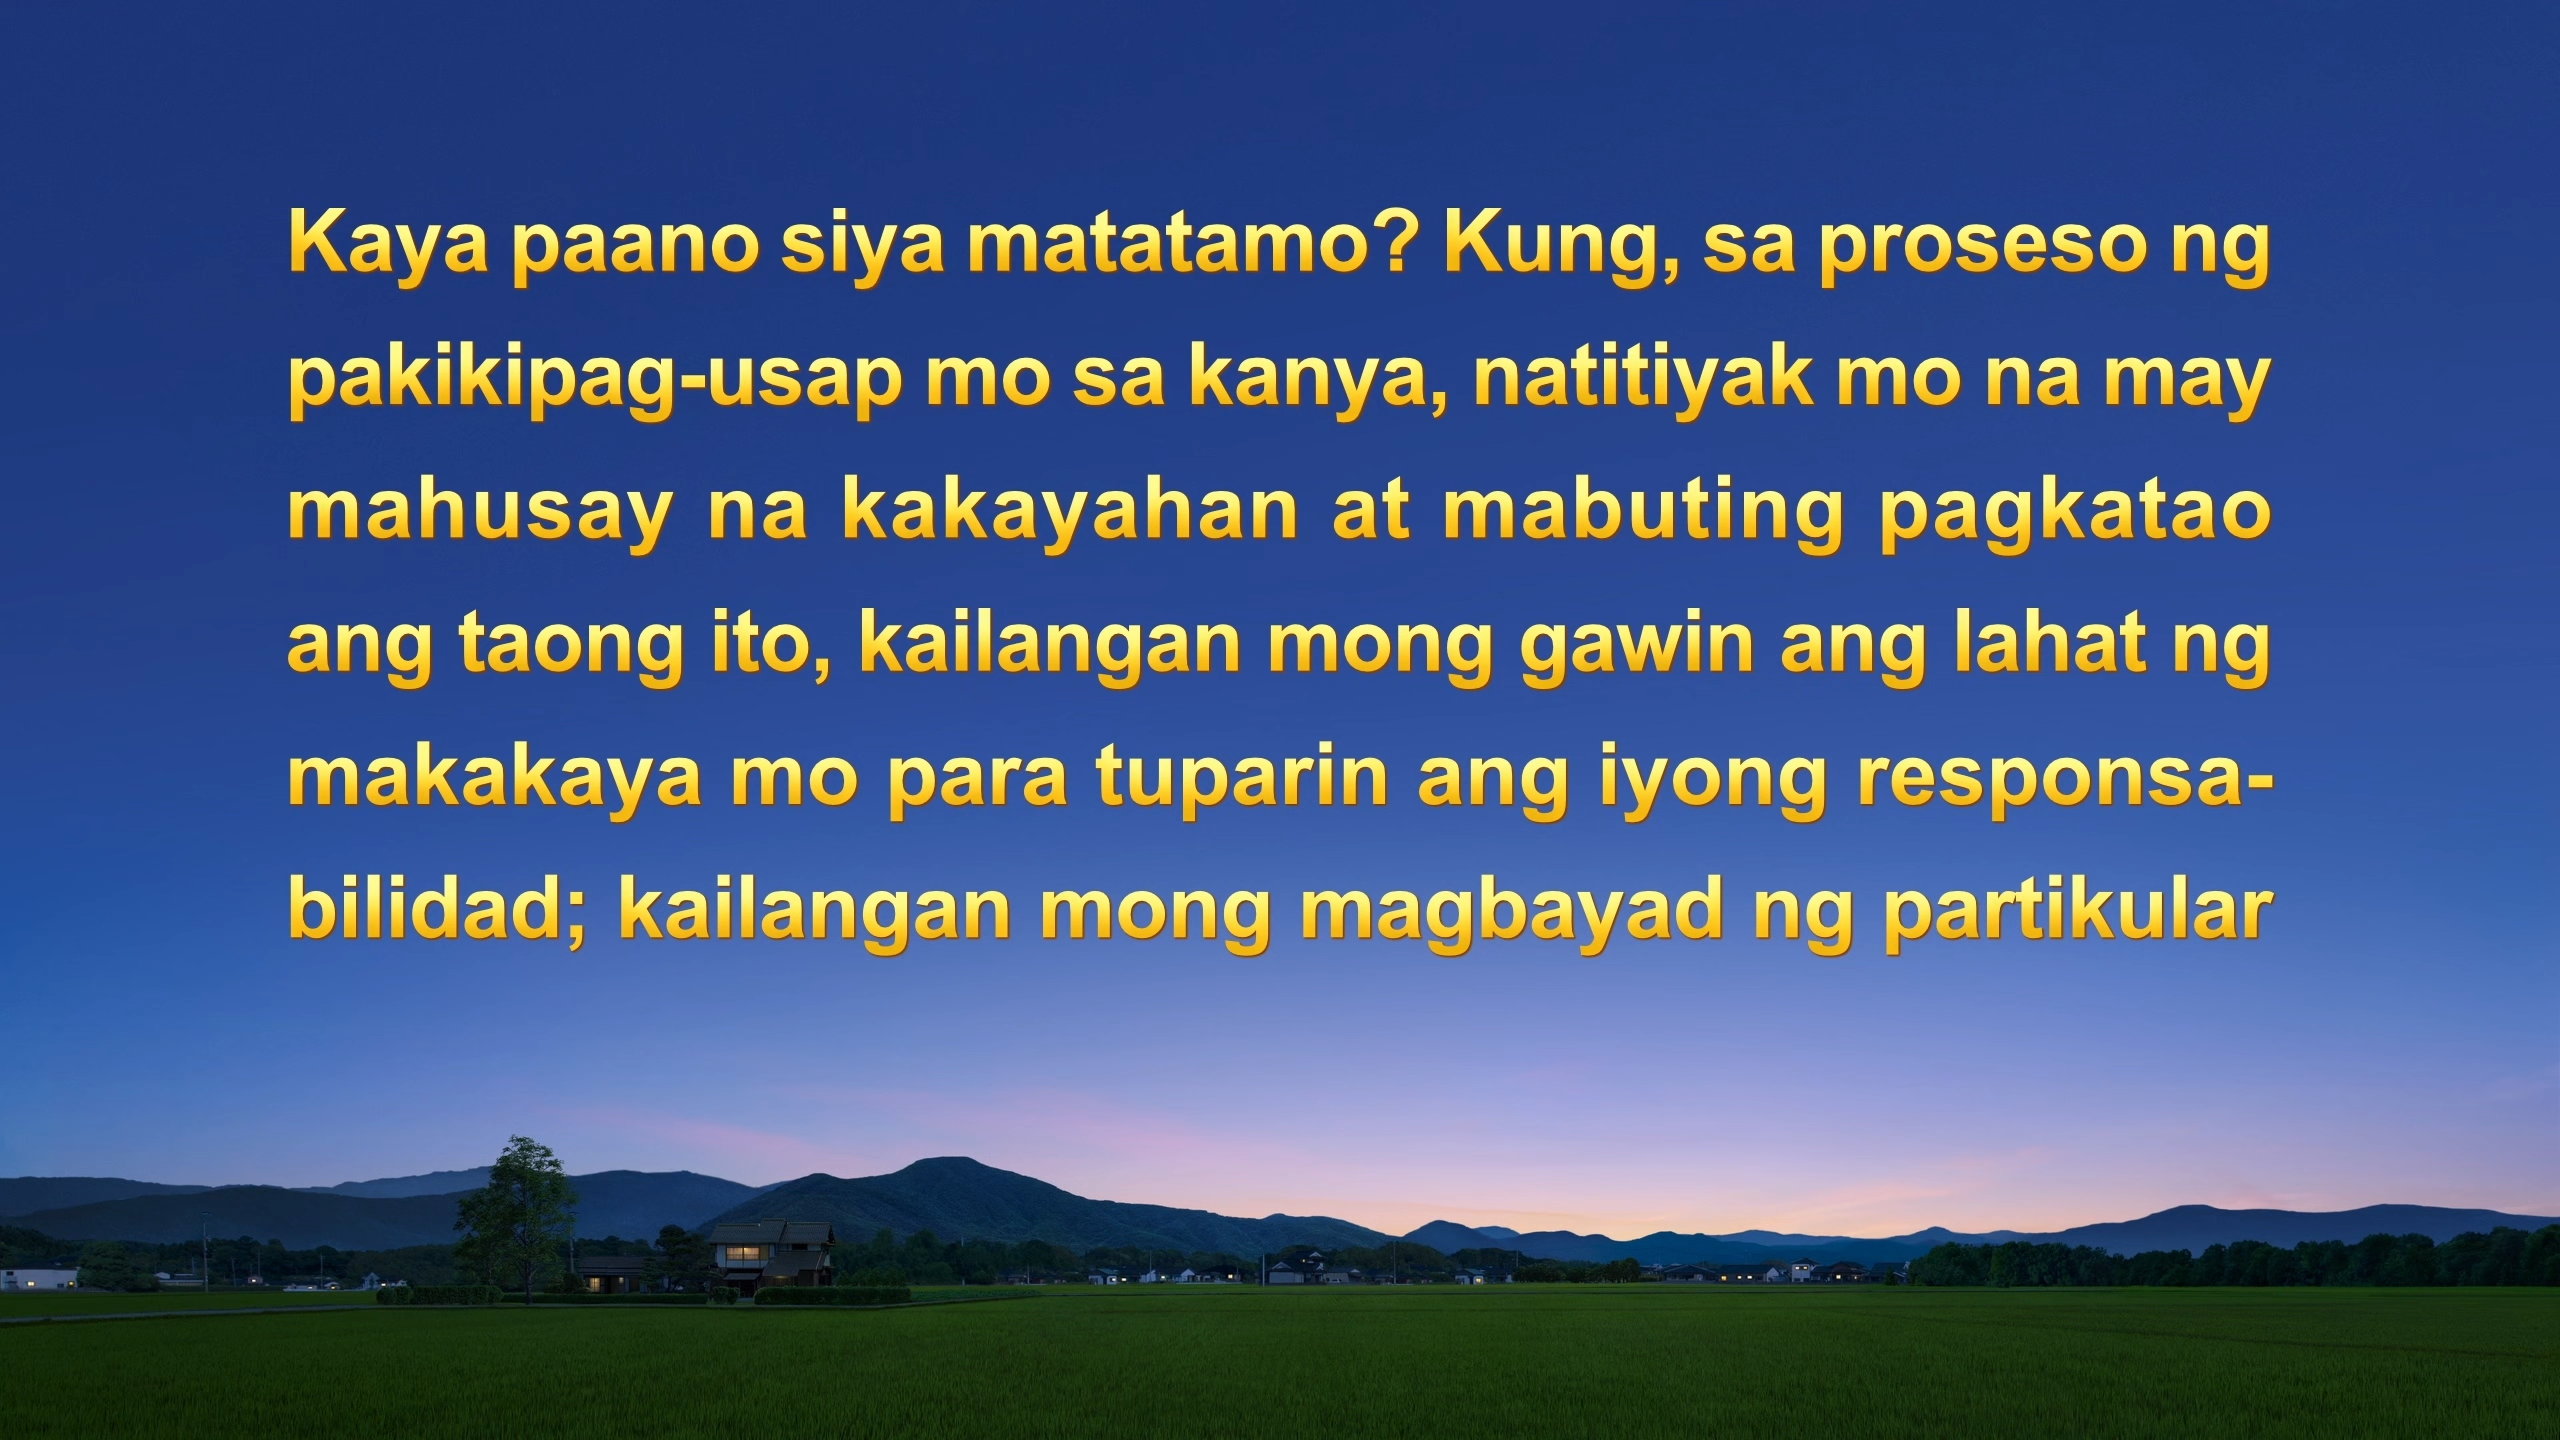 Kaya paano siya matatamo? Kung, sa proseso ng
pakikipag-usap mo sa kanya, natitiyak mo na may
mahusay na kakayahan at mabuting pagkatao
ang taong ito, kailangan mong gawin ang lahat ng
makakaya mo para tuparin ang iyong responsa-
bilidad; kailangan mong magbayad ng partikular